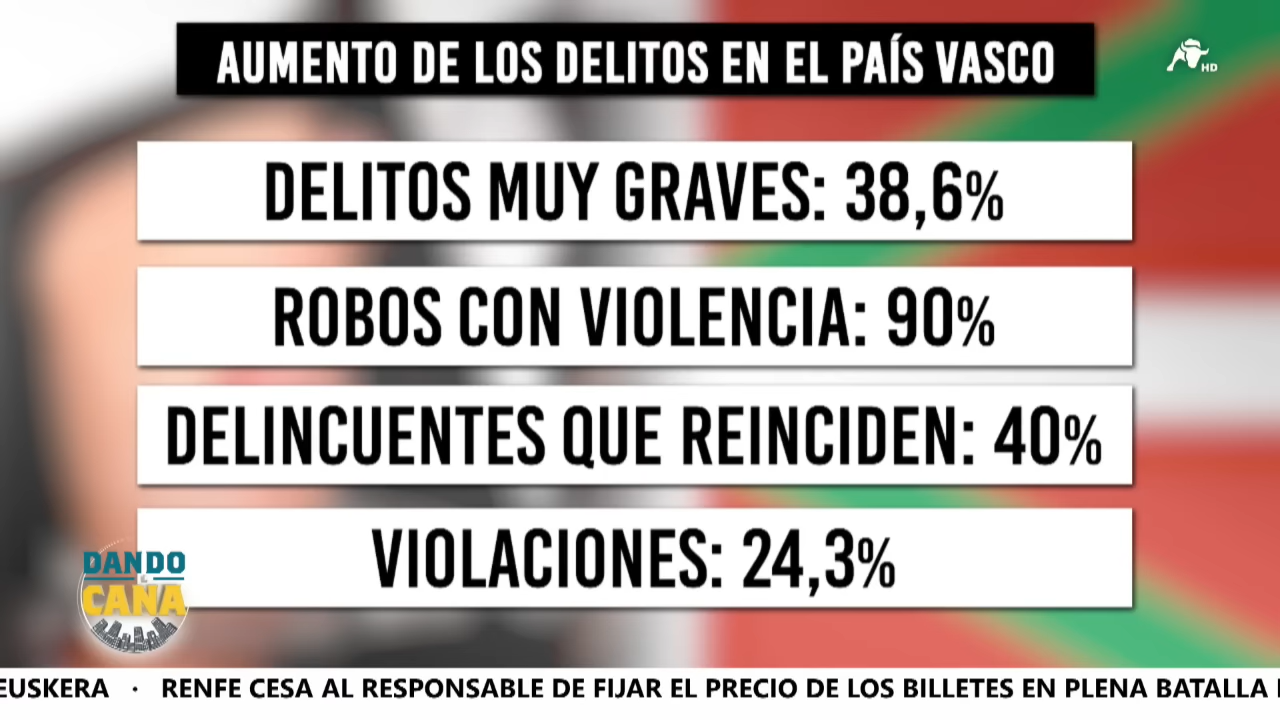 AUMENTO DE LOS DELITOS EN EL PAÍS VASCO
HD
DELITOS MUY GRAVES: 38,6%
ROBOS CON VIOLENCIA: 90%
DELINCUENTES QUE REINCIDEN: 40%
VIOLACIONES: 24,3%
DANDO
CAÑA
EUSKERA · RENFE CESA AL RESPONSABLE DE FIJAR EL PRECIO DE LOS BILLETES EN PLENA BATALLA